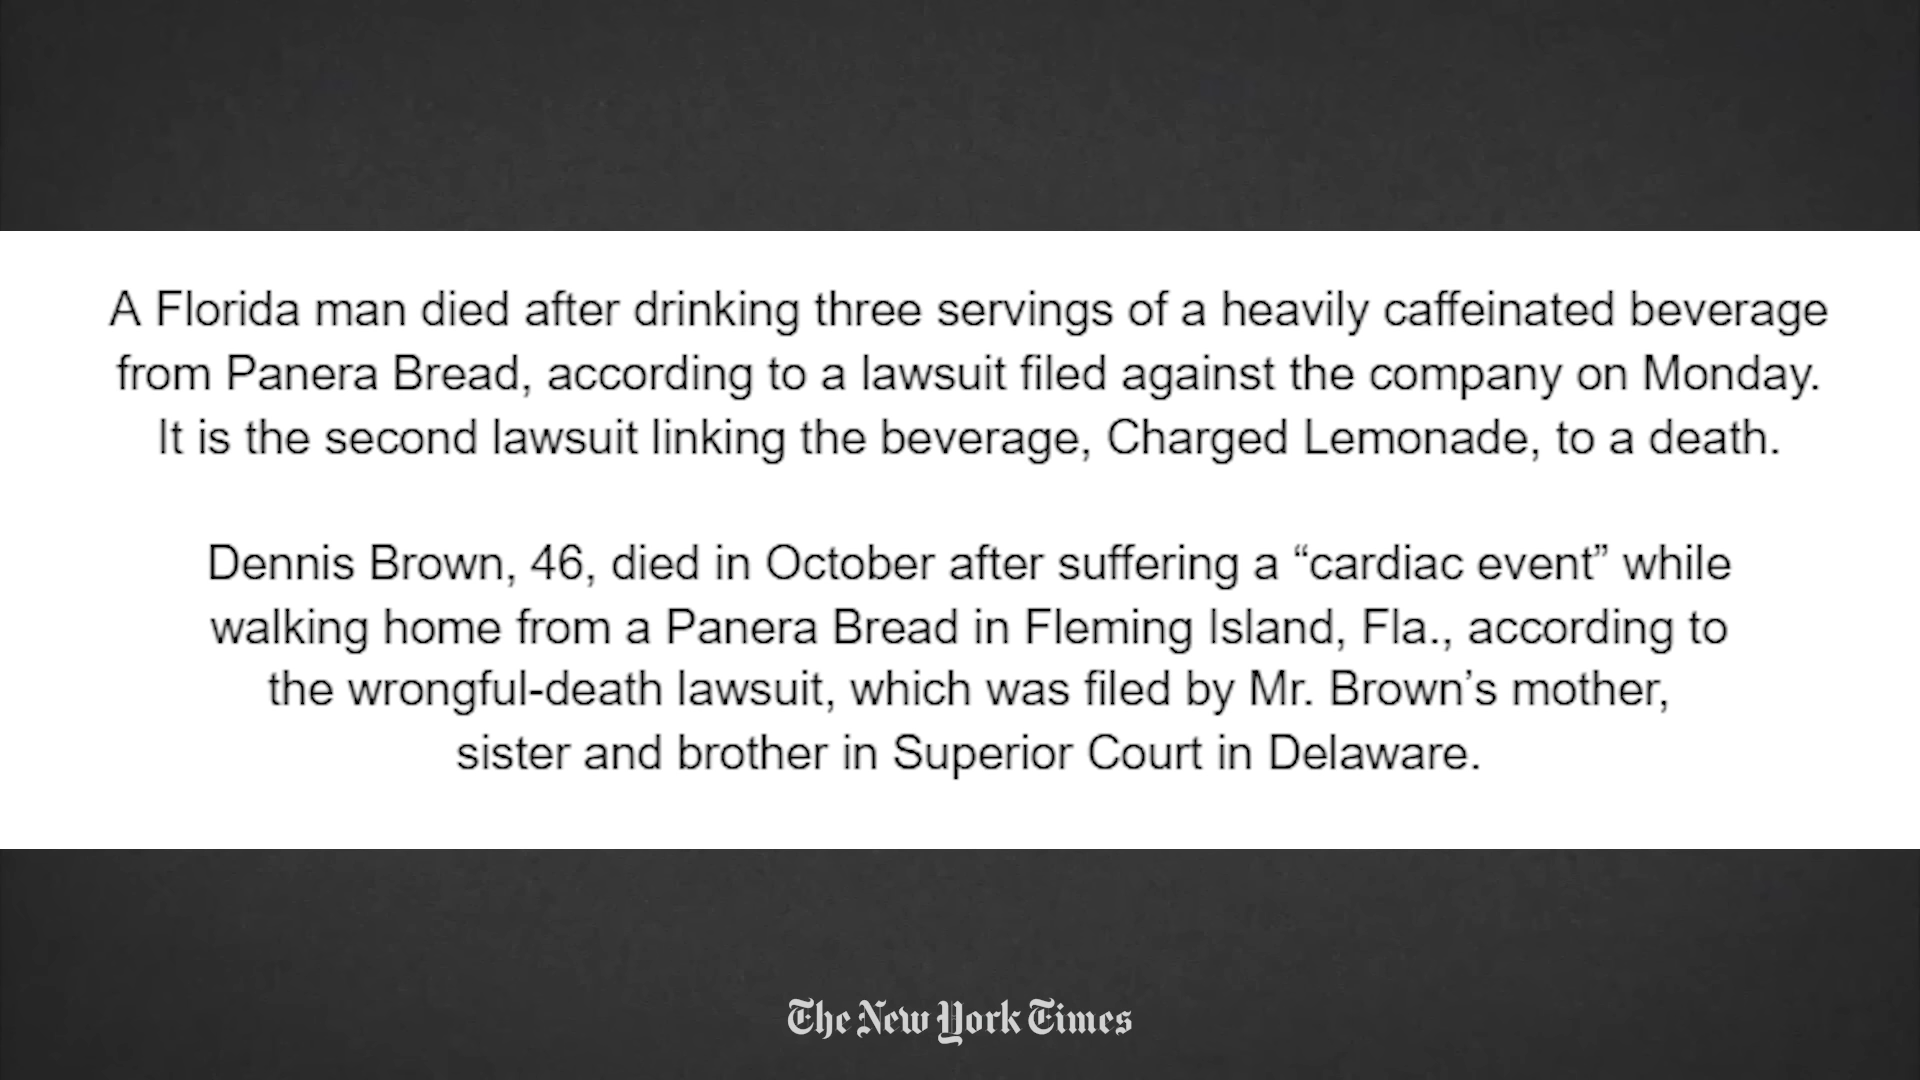 A Florida man died after drinking three servings of a heavily caffeinated beverage
from Panera Bread, according to a lawsuit filed against the company on Monday.
It is the second lawsuit linking the beverage, Charged Lemonade, to a death.
Dennis Brown, 46, died in October after suffering a “cardiac event” while
walking home from a Panera Bread in Fleming Island, Fla., according to
the wrongful-death lawsuit, which was filed by Mr. Brown’s mother,
sister and brother in Superior Court in Delaware.
The New York Times